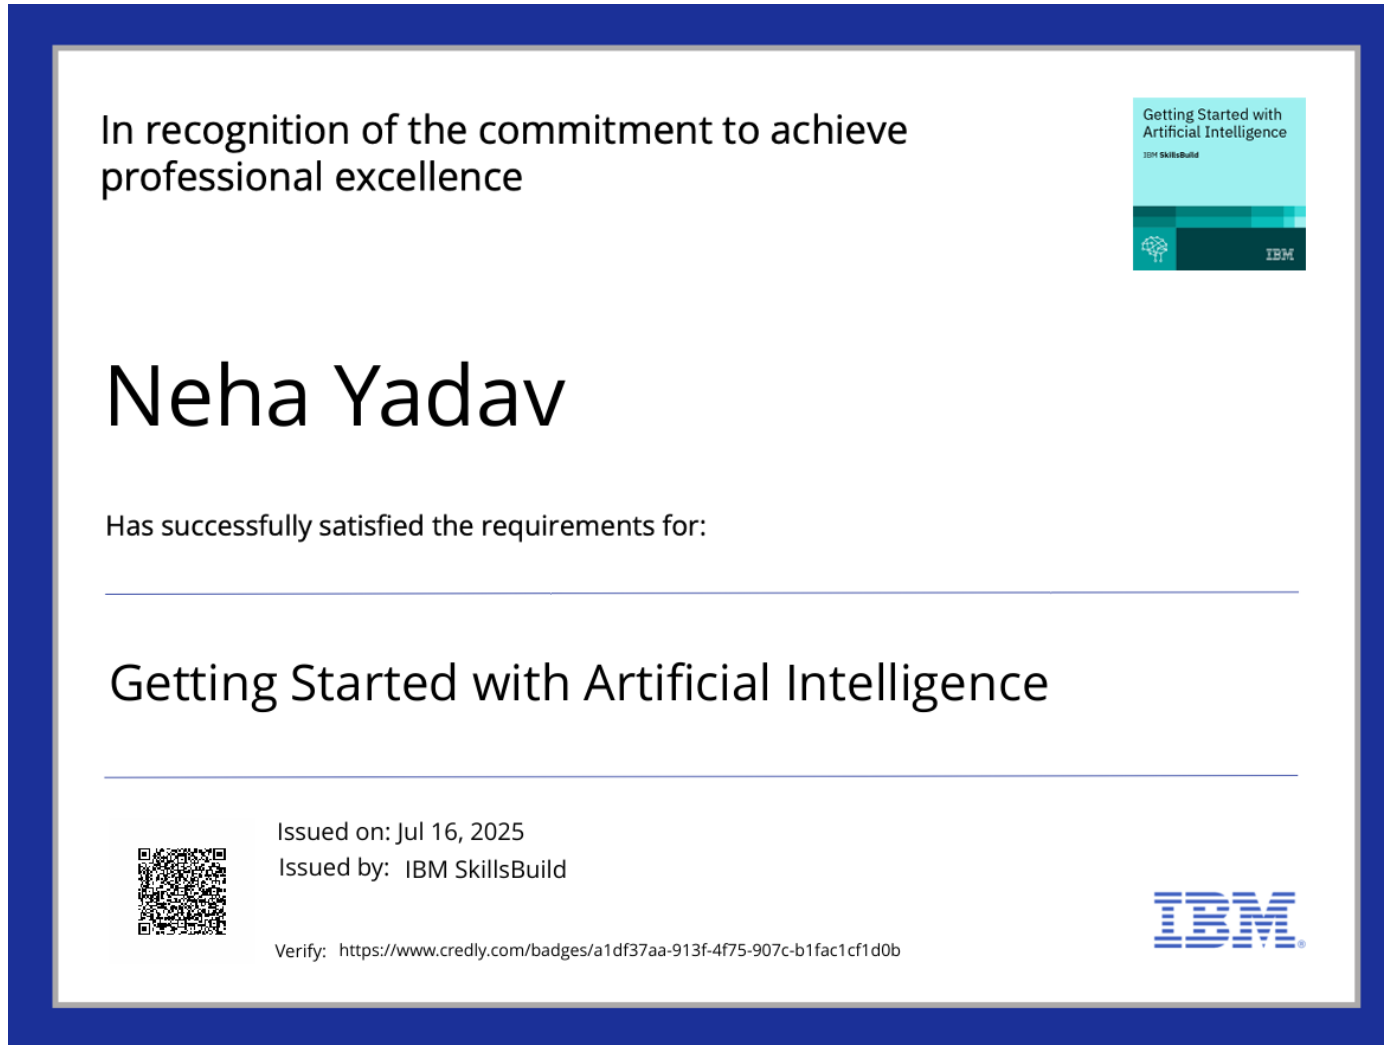 In recognition of the commitment to achieve
professional excellence
Getting Started with
Artificial Intelligence
IBM SkillsBuild
IBM
Neha Yadav
Has successfully satisfied the requirements for:
Getting Started with Artificial Intelligence
Issued on: Jul 16, 2025
Issued by: IBM SkillsBuild
Verify: https://www.credly.com/badges/a1df37aa-913f-4f75-907c-b1fac1cf1d0b
IBM®